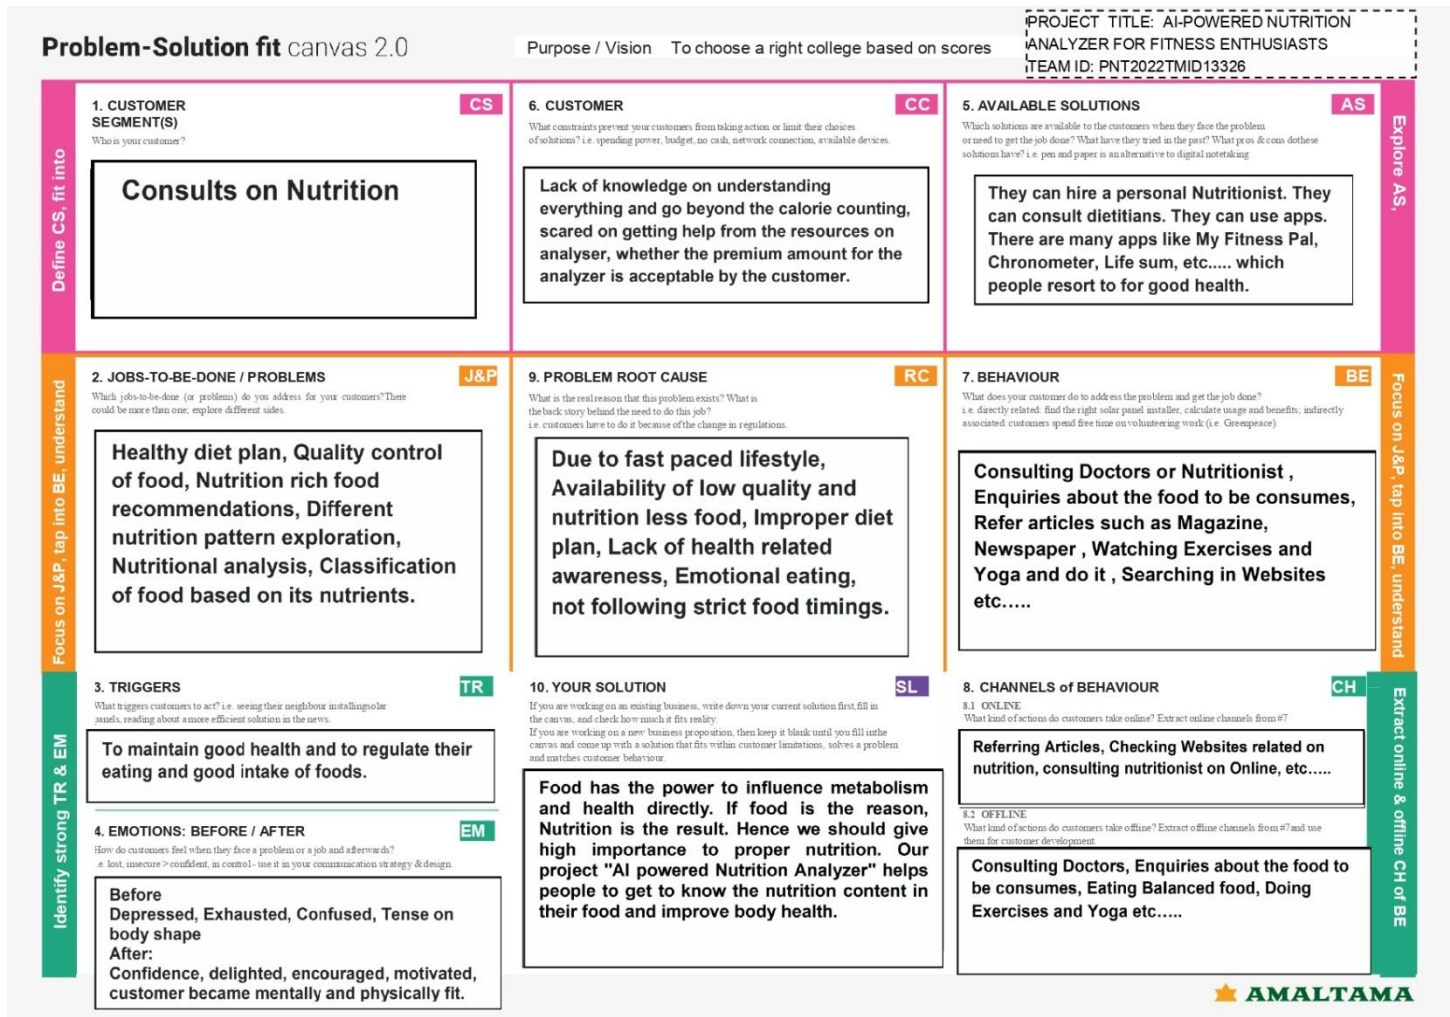 Problem-Solution fit canvas 2.0
Purpose / Vision To choose a right college based on scores
PROJECT TITLE: AI-POWERED NUTRITION
ANALYZER FOR FITNESS ENTHUSIASTS
TEAM ID: PNT2022TMID13326
Define CS, fit into
1. CUSTOMER
SEGMENT(S)
CS
Who is your customer?
Consults on Nutrition
6. CUSTOMER
CC
What constraints prevent your customers from taking action or limit their choices
of solutions? i.e. spending power, budget, no cash, network connection, available devices.
Lack of knowledge on understanding
everything and go beyond the calorie counting,
scared on getting help from the resources on
analyser, whether the premium amount for the
analyzer is acceptable by the customer.
5. AVAILABLE SOLUTIONS
AS
Which solutions are available to the customers when they face the problem
or need to get the job done? What have they tried in the past? What pros & cons dothese
solutions have? i.e. pen and paper is an alternative to digital notetaking
They can hire a personal Nutritionist. They
can consult dietitians. They can use apps.
There are many apps like My Fitness Pal,
Chronometer, Life sum, etc..... which
people resort to for good health.
Explore AS,
Focus on J&P, tap into BE, understand
2. JOBS-TO-BE-DONE / PROBLEMS
J&P
Which jobs-to-be-done (or problems) do you address for your customers?There
could be more than one; explore different sides.
Healthy diet plan, Quality control
of food, Nutrition rich food
recommendations, Different
nutrition pattern exploration,
Nutritional analysis, Classification
of food based on its nutrients.
9. PROBLEM ROOT CAUSE
RC
What is the realreason that this problem exists? What is
theback story behind the need to do this job?
i.e. customers have to do it because of the change in regulations.
Due to fast paced lifestyle,
Availability of low quality and
nutrition less food, Improper diet
plan, Lack of health related
awareness, Emotional eating,
not following strict food timings.
7. BEHAVIOUR
BE
What does your customer do to address the problem and get the job done?
i.e. directly related: find the right solar panel installer, calculate usage and benefits; indirectly
associated: customers spend free time on volunteering work (i.e. Greenpeace)
Consulting Doctors or Nutritionist ,
Enquiries about the food to be consumes,
Refer articles such as Magazine,
Newspaper , Watching Exercises and
Yoga and do it , Searching in Websites
etc.....
Focus on J&P, tap into BE, understand
Identify strong TR & EM
3. TRIGGERS
TR
What triggers customers to act? i.e. seeing their neighbour installingsolar
panels, reading about a more efficient solution in the news.
To maintain good health and to regulate their
eating and good intake of foods.
4. EMOTIONS: BEFORE / AFTER
EM
How do customers feel when they face a problem or a job and afterwards?
.e. lost, insecure > confident, in control - use it in your communication strategy & design.
Before
Depressed, Exhausted, Confused, Tense on
body shape
After:
Confidence, delighted, encouraged, motivated,
customer became mentally and physically fit.
10. YOUR SOLUTION
SL
If you are working on an existing business, write down your current solution first, fill in
the canvas, and check how much it fits reality.
If you are working on a new business proposition, then keep it blank until you fill inthe
canvas and come up with a solution that fits within customer limitations, solves a problem
and matches customer behaviour.
Food has the power to influence metabolism
and health directly. If food is the reason,
Nutrition is the result. Hence we should give
high importance to proper nutrition. Our
project "AI powered Nutrition Analyzer" helps
people to get to know the nutrition content in
their food and improve body health.
8. CHANNELS of BEHAVIOUR
CH
8.1 ONLINE
What kind of actions do customers take online? Extract online channels from #7
Referring Articles, Checking Websites related on
nutrition, consulting nutritionist on Online, etc.....
8.2 OFFLINE
What kind of actions do customers take offline? Extract offline channels from #7and use
them for customer development.
Consulting Doctors, Enquiries about the food to
be consumes, Eating Balanced food, Doing
Exercises and Yoga etc.....
Extract online & offline CH of BE
AMALTAMA